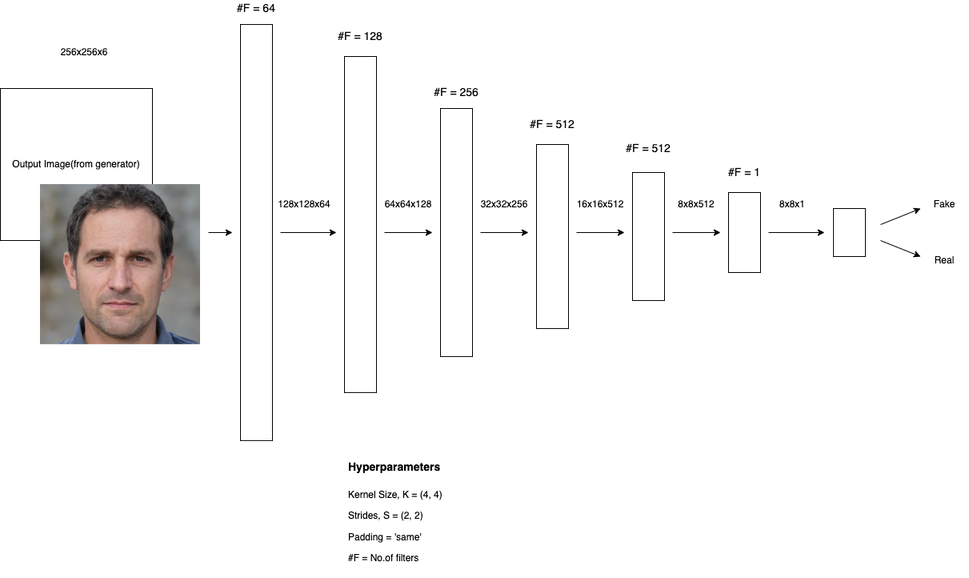 #F = 64
#F = 128
256x256x6
#F = 256
#F = 512
#F = 512
Output Image(from generator)
#F = 1
128x128x64
64x64x128
32x32x256
16x16x512
8x8x512
8x8x1
Fake
Real
Hyperparameters
Kernel Size, K = (4, 4)
Strides, S = (2, 2)
Padding = 'same'
#F = No.of filters